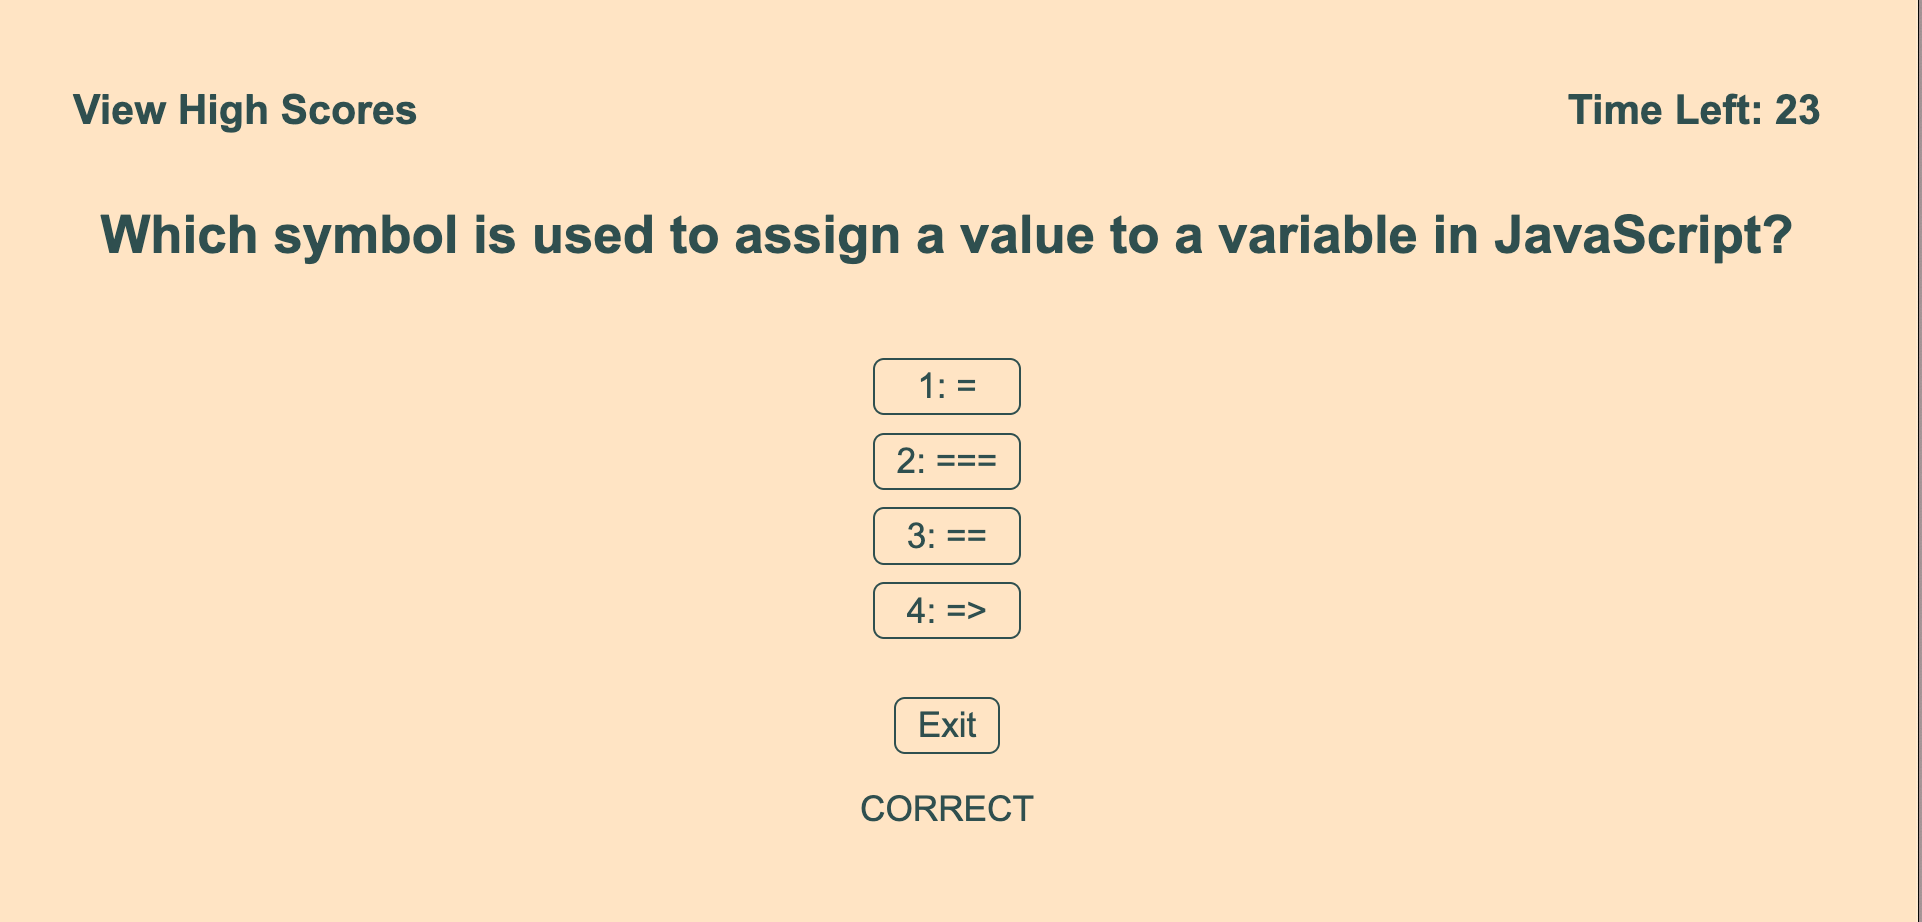 View High Scores
Time Left: 23
Which symbol is used to assign a value to a variable in JavaScript?
1: =
2: ===
3: ==
4: =>
Exit
CORRECT